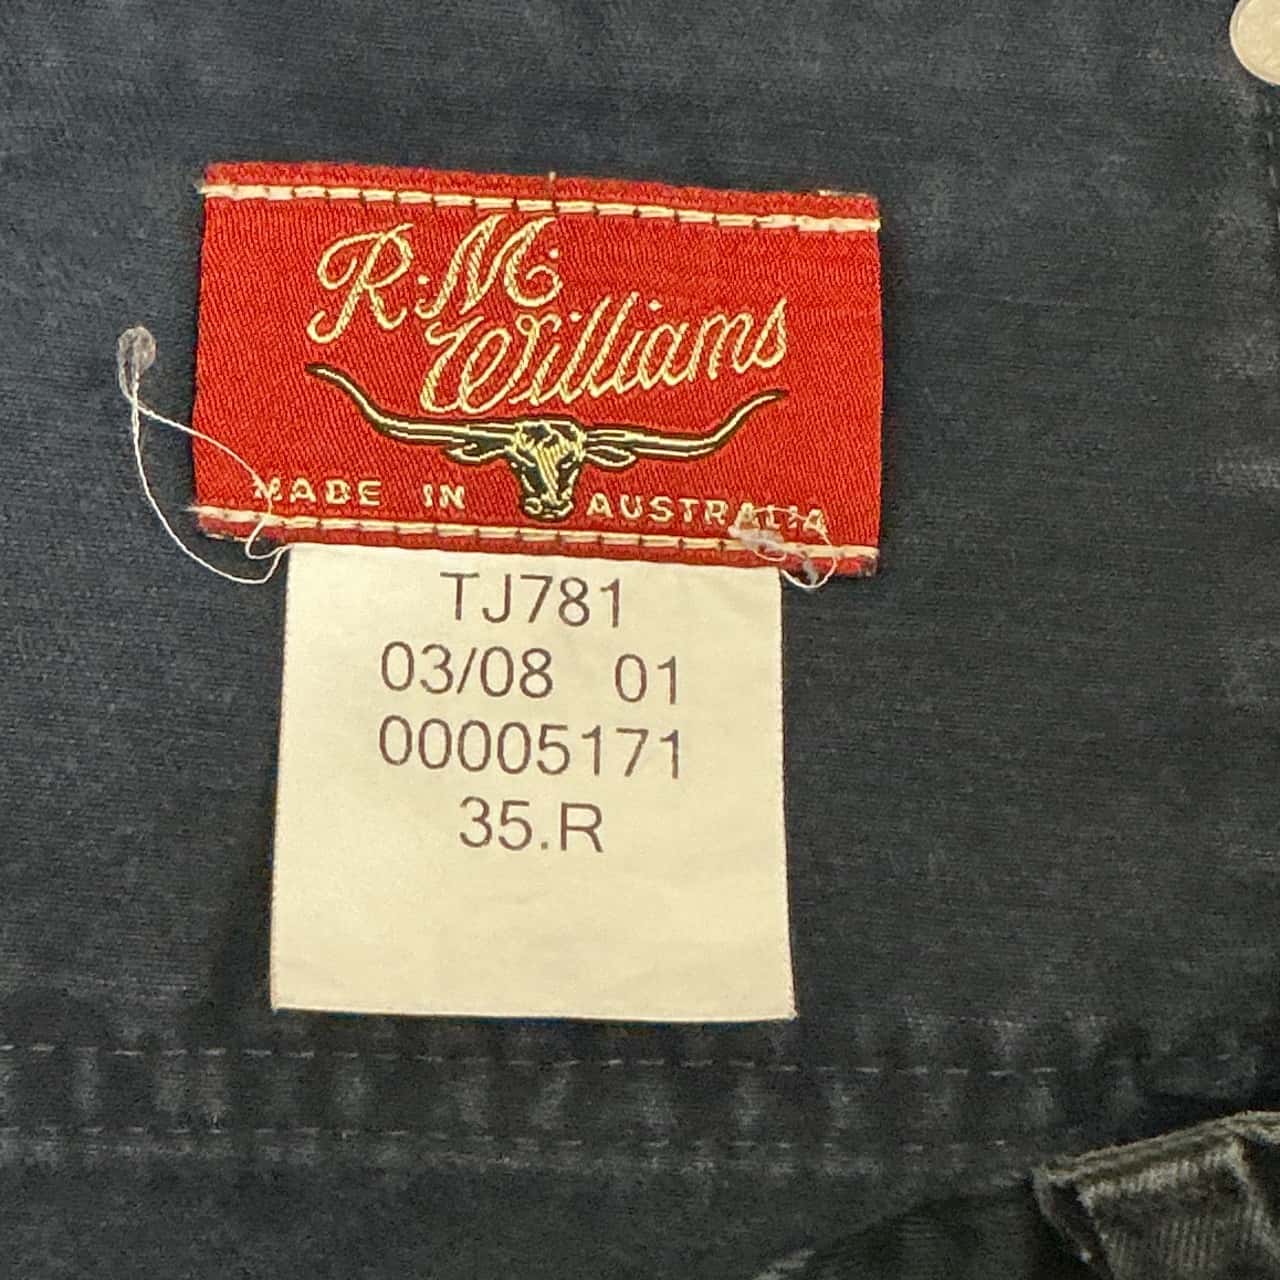 R.M.
Williams
MADE IN AUSTRALIA
TJ781
03/08 01
00005171
35.R